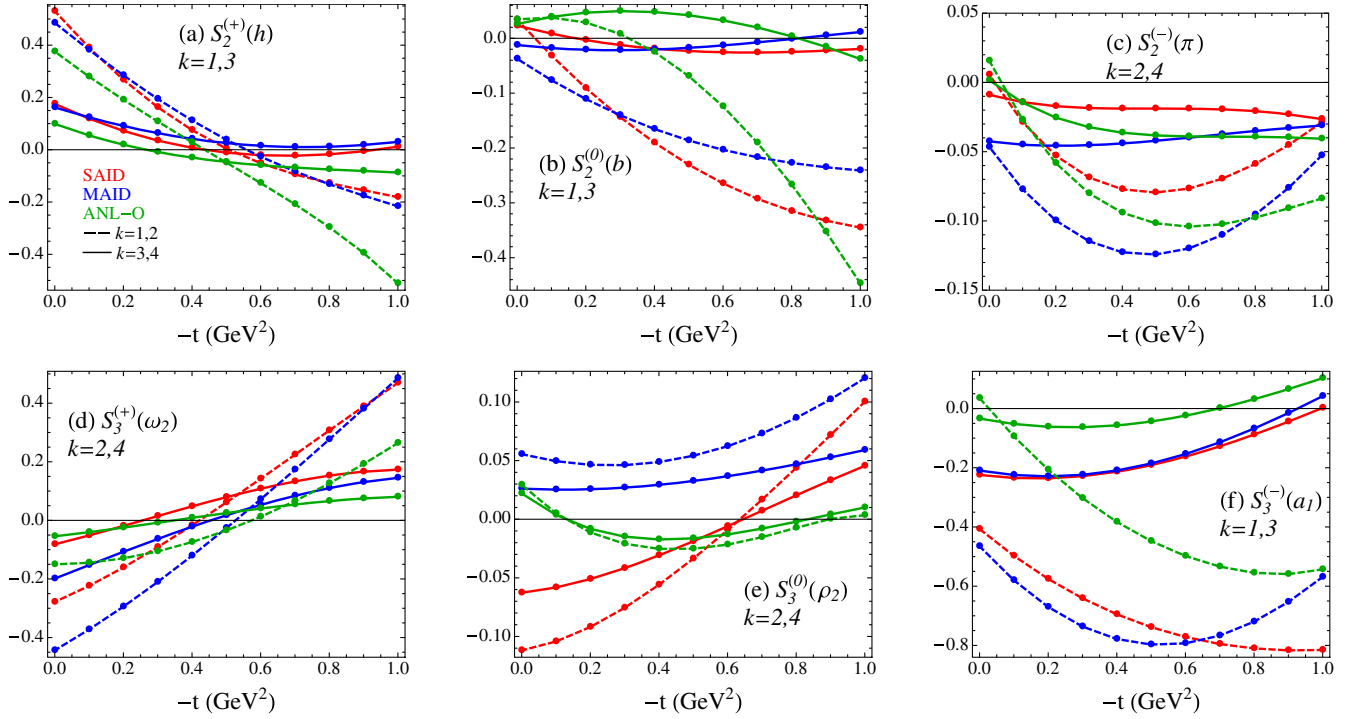 (a) S₂⁽⁺⁾(h)
k=1,3
SAID
MAID
ANL−O
k=1,2
k=3,4
0.4
0.2
0.0
−0.2
−0.4
0.0 0.2 0.4 0.6 0.8 1.0
−t (GeV²)
(b) S₂⁽⁰⁾(b)
k=1,3
0.0
−0.1
−0.2
−0.3
−0.4
0.0 0.2 0.4 0.6 0.8 1.0
−t (GeV²)
(c) S₂⁽⁻⁾(π)
k=2,4
0.05
0.00
−0.05
−0.10
−0.15
0.0 0.2 0.4 0.6 0.8 1.0
−t (GeV²)
(d) S₃⁽⁺⁾(ω₂)
k=2,4
0.4
0.2
0.0
−0.2
−0.4
0.0 0.2 0.4 0.6 0.8 1.0
−t (GeV²)
(e) S₃⁽⁰⁾(ρ₂)
k=2,4
0.10
0.05
0.00
−0.05
−0.10
0.0 0.2 0.4 0.6 0.8 1.0
−t (GeV²)
(f) S₃⁽⁻⁾(a₁)
k=1,3
0.0
−0.2
−0.4
−0.6
−0.8
0.0 0.2 0.4 0.6 0.8 1.0
−t (GeV²)